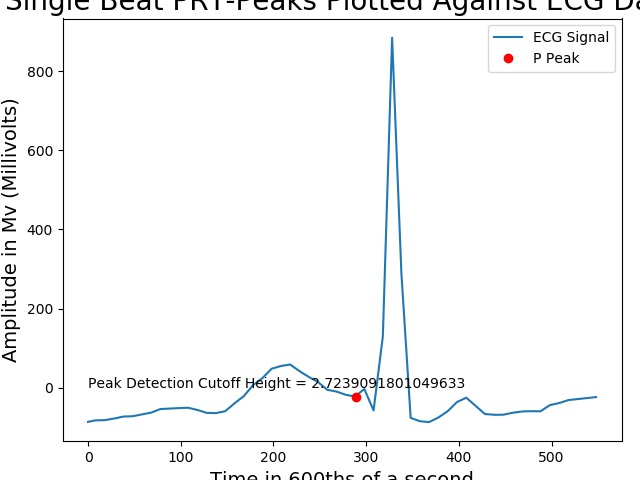 Single Beat PRT-Peaks Plotted Against ECG Da
ECG Signal
P Peak
Amplitude in Mv (Millivolts)
800
600
400
200
0
Peak Detection Cutoff Height = 2.7239091801049633
0 100 200 300 400 500
Time in 600ths of a second